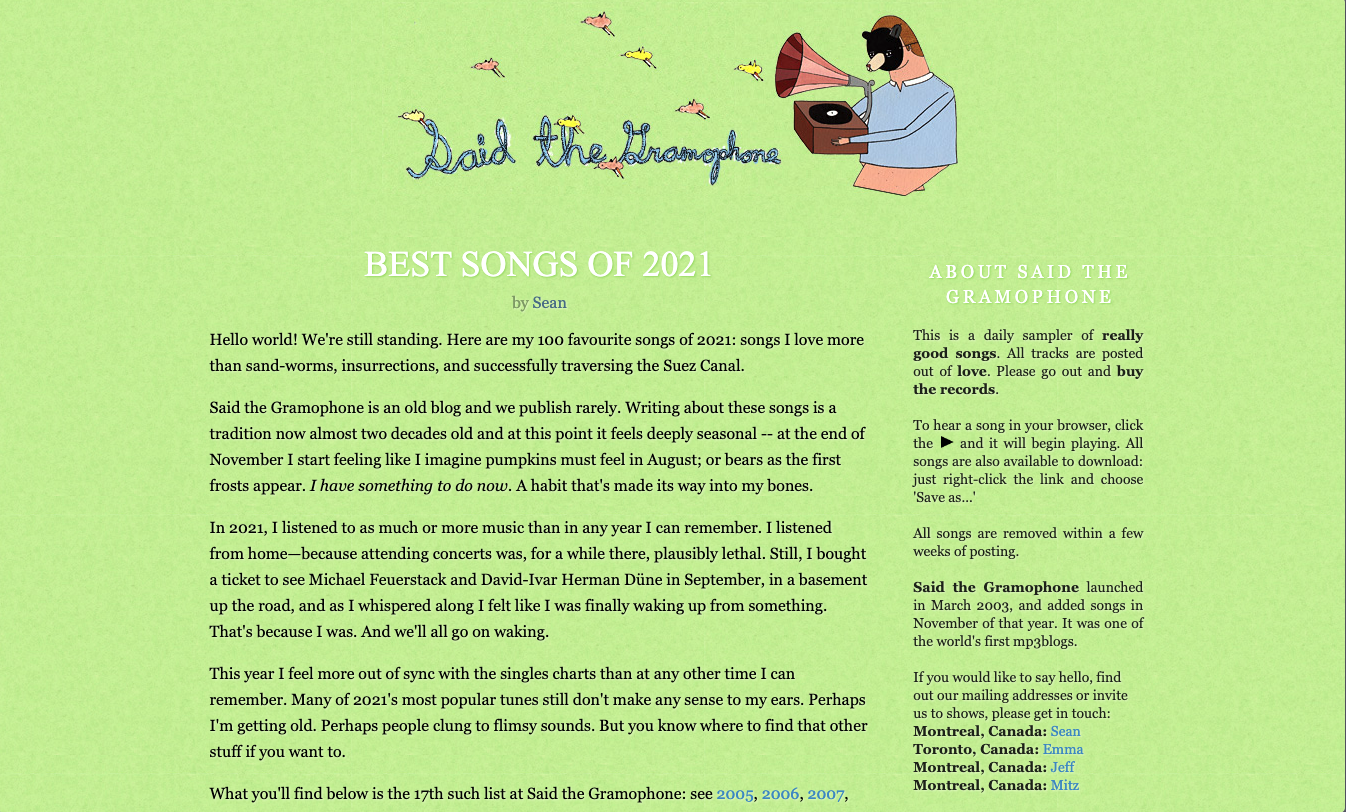 Said the Gramophone
BEST SONGS OF 2021
by Sean
Hello world! We're still standing. Here are my 100 favourite songs of 2021: songs I love more
than sand-worms, insurrections, and successfully traversing the Suez Canal.
Said the Gramophone is an old blog and we publish rarely. Writing about these songs is a
tradition now almost two decades old and at this point it feels deeply seasonal -- at the end of
November I start feeling like I imagine pumpkins must feel in August; or bears as the first
frosts appear. I have something to do now. A habit that's made its way into my bones.
In 2021, I listened to as much or more music than in any year I can remember. I listened
from home—because attending concerts was, for a while there, plausibly lethal. Still, I bought
a ticket to see Michael Feuerstack and David-Ivar Herman Düne in September, in a basement
up the road, and as I whispered along I felt like I was finally waking up from something.
That's because I was. And we'll all go on waking.
This year I feel more out of sync with the singles charts than at any other time I can
remember. Many of 2021's most popular tunes still don't make any sense to my ears. Perhaps
I'm getting old. Perhaps people clung to flimsy sounds. But you know where to find that other
stuff if you want to.
What you'll find below is the 17th such list at Said the Gramophone: see 2005, 2006, 2007,
ABOUT SAID THE
GRAMOPHONE
This is a daily sampler of really
good songs. All tracks are posted
out of love. Please go out and buy
the records.
To hear a song in your browser, click
the ▶ and it will begin playing. All
songs are also available to download:
just right-click the link and choose
'Save as...'
All songs are removed within a few
weeks of posting.
Said the Gramophone launched
in March 2003, and added songs in
November of that year. It was one of
the world's first mp3blogs.
If you would like to say hello, find
out our mailing addresses or invite
us to shows, please get in touch:
Montreal, Canada: Sean
Toronto, Canada: Emma
Montreal, Canada: Jeff
Montreal, Canada: Mitz